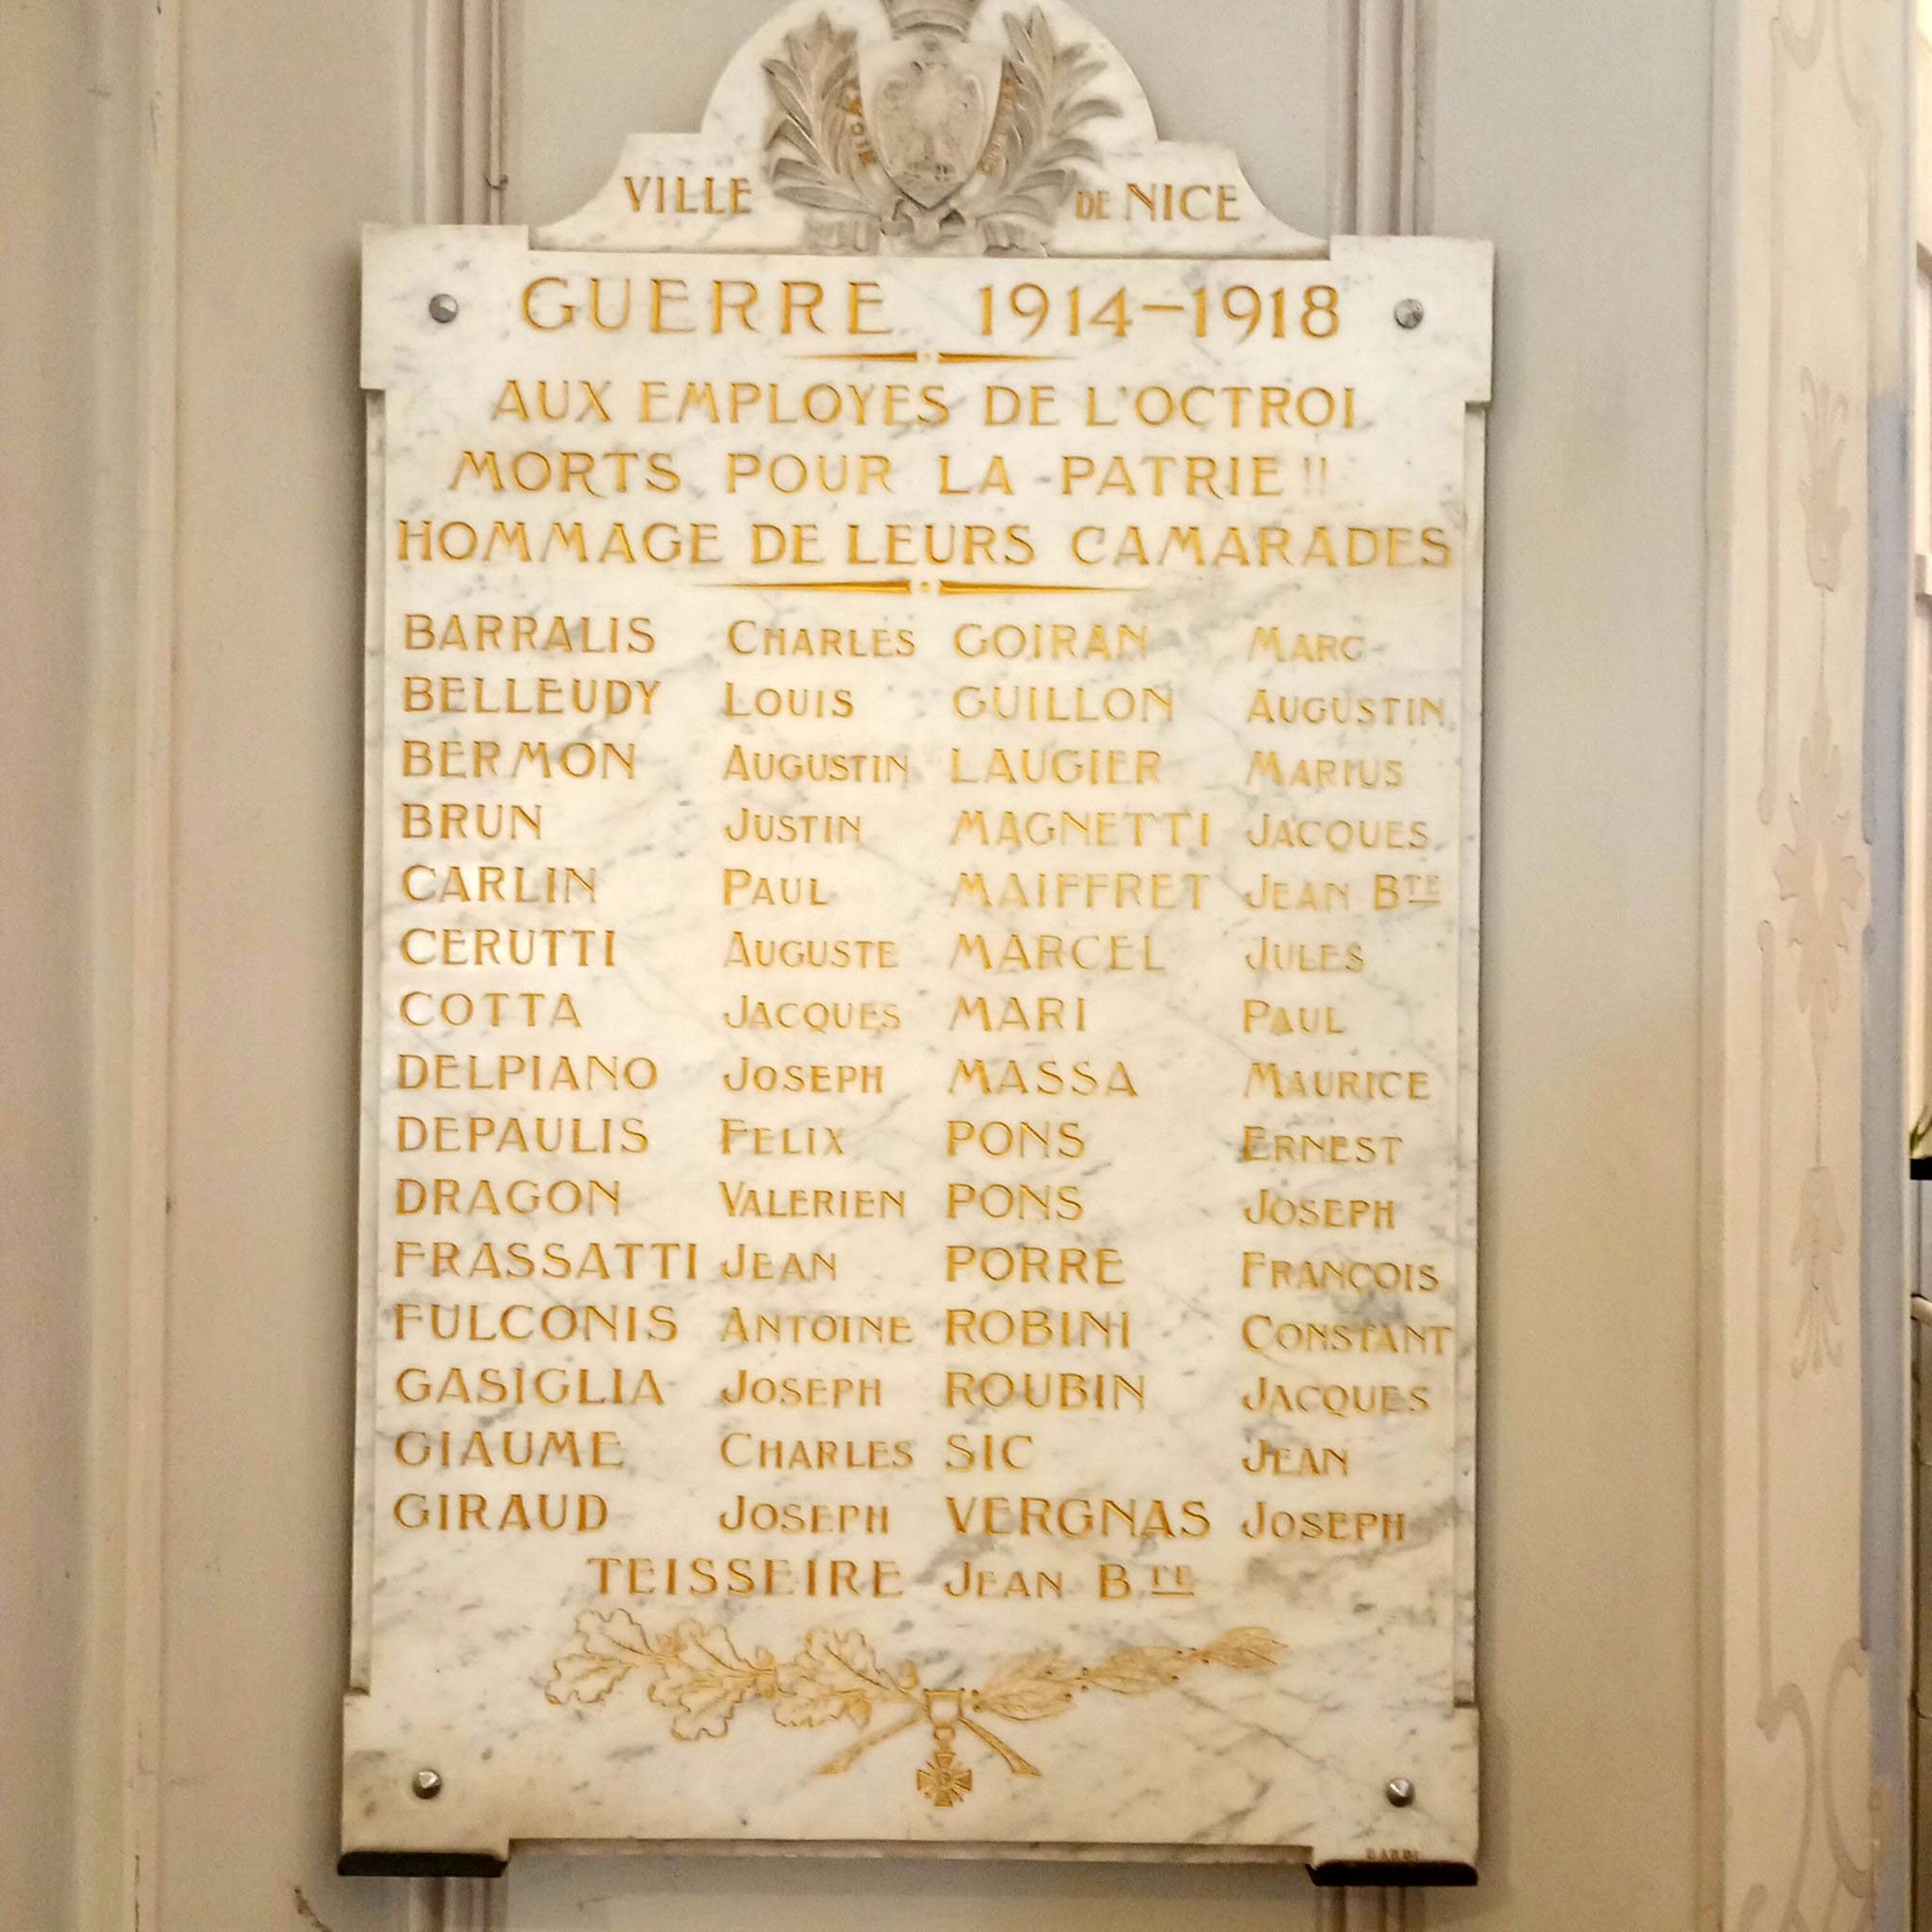 VILLE DE NICE
GUERRE 1914-1918
AUX EMPLOYES DE L'OCTROI
MORTS POUR LA PATRIE !!
HOMMAGE DE LEURS CAMARADES
BARRALIS CHARLES GOIRAN MARC
BELLEUDY LOUIS GUILLON AUGUSTIN
BERMON AUGUSTIN LAUGIER MARIUS
BRUN JUSTIN MAGNETTI JACQUES
CARLIN PAUL MAIFFRET JEAN BTE
CERUTTI AUGUSTE MARCEL JULES
COTTA JACQUES MARI PAUL
DELPIANO JOSEPH MASSA MAURICE
DEPAULIS FELIX PONS ERNEST
DRAGON VALERIEN PONS JOSEPH
FRASSATTI JEAN PORRE FRANÇOIS
FULCONIS ANTOINE ROBINI CONSTANT
GASIGLIA JOSEPH ROUBIN JACQUES
GIAUME CHARLES SIC JEAN
GIRAUD JOSEPH VERGNAS JOSEPH
TEISSEIRE JEAN BTE